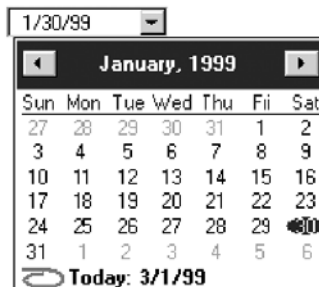 1/30/99
January, 1999
Sun Mon Tue Wed Thu Fii Sat
27 28 29 30 31 1 2
3 4 5 6 7 8 9
10 11 12 13 14 15 16
17 18 19 20 21 22 23
24 25 26 27 28 29 30
31 1 2 3 4 5 6
Today: 3/1/99